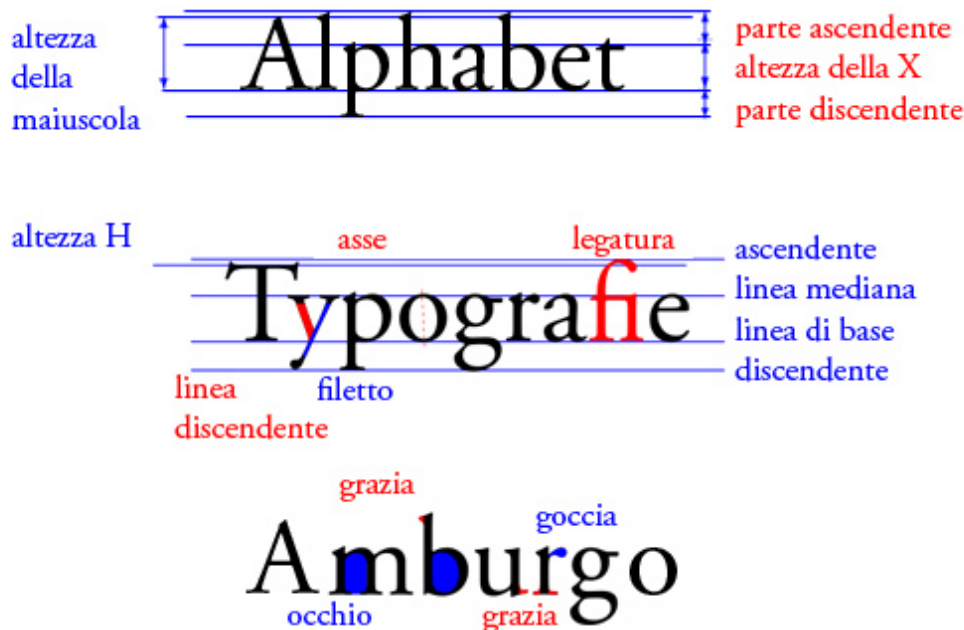 altezza
della
maiuscola
Alphabet
parte ascendente
altezza della X
parte discendente
altezza H
asse
legatura
Typografie
ascendente
linea mediana
linea di base
discendente
linea
discendente
filetto
grazia
goccia
Amburgo
occhio
grazia